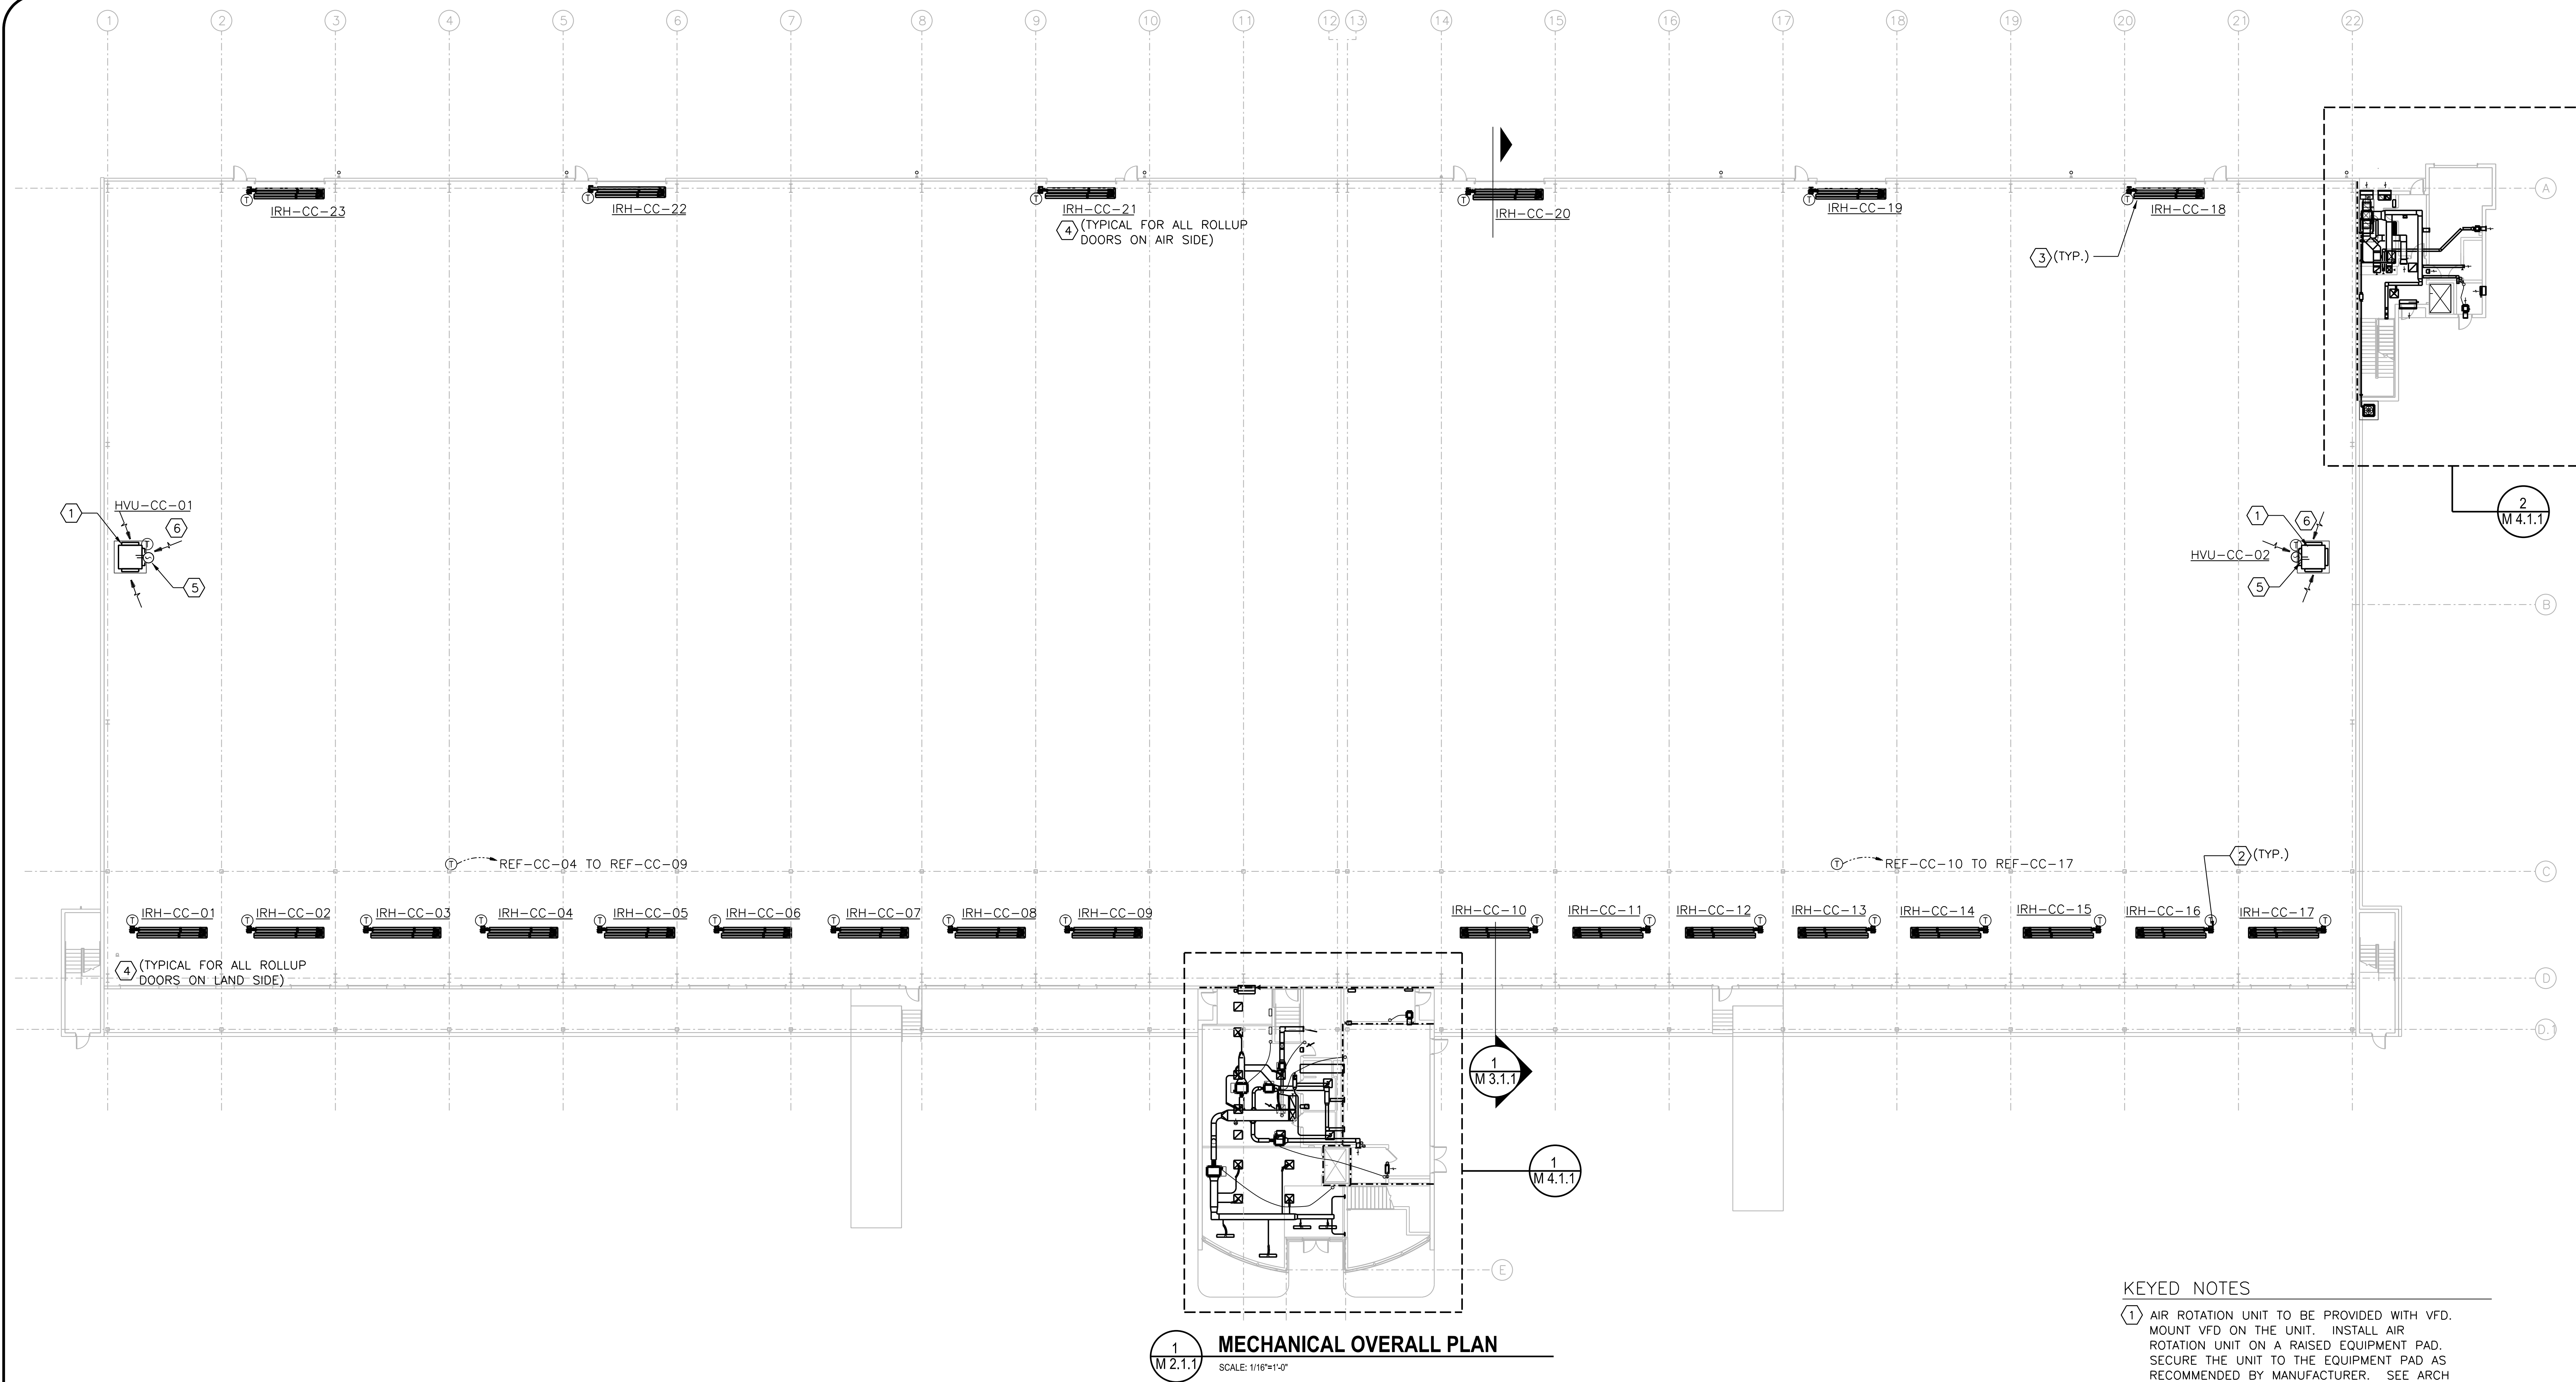 1 2 3 4 5 6 7 8 9 10 11 12 13 14 15 16 17 18 19 20 21 22
A
T IRH-CC-23
T IRH-CC-22
T IRH-CC-21
4 (TYPICAL FOR ALL ROLLUP
DOORS ON AIR SIDE)
T IRH-CC-20
T IRH-CC-19
T IRH-CC-18
3 (TYP.)
2
M 4.1.1
HVU-CC-01
1
6
T
5
1
6
T
HVU-CC-02
5
B
T REF-CC-04 TO REF-CC-09
T REF-CC-10 TO REF-CC-17
2 (TYP.)
C
T IRH-CC-01
T IRH-CC-02
T IRH-CC-03
T IRH-CC-04
T IRH-CC-05
T IRH-CC-06
T IRH-CC-07
T IRH-CC-08
T IRH-CC-09
IRH-CC-10 T
IRH-CC-11 T
IRH-CC-12 T
IRH-CC-13 T
IRH-CC-14 T
IRH-CC-15 T
IRH-CC-16 T
IRH-CC-17 T
4 (TYPICAL FOR ALL ROLLUP
DOORS ON LAND SIDE)
D
D.1
1
M 3.1.1
1
M 4.1.1
E
KEYED NOTES
1 AIR ROTATION UNIT TO BE PROVIDED WITH VFD.
MOUNT VFD ON THE UNIT. INSTALL AIR
ROTATION UNIT ON A RAISED EQUIPMENT PAD.
SECURE THE UNIT TO THE EQUIPMENT PAD AS
RECOMMENDED BY MANUFACTURER. SEE ARCH
1
M 2.1.1
MECHANICAL OVERALL PLAN
SCALE: 1/16"=1'-0"